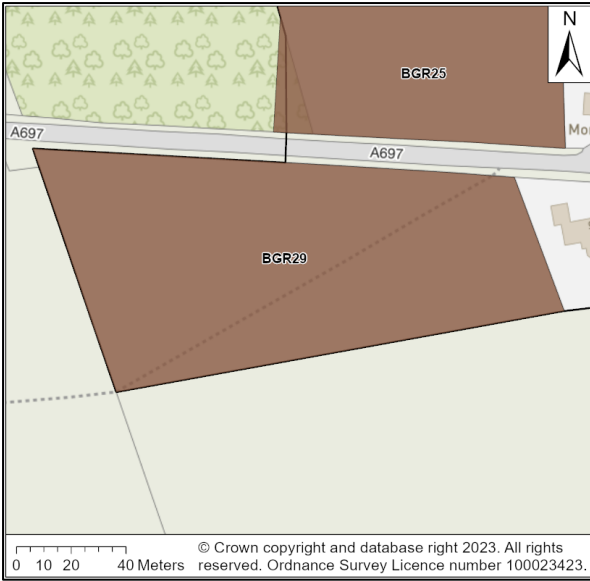 N
BGR25
A697
Mor
A697
BGR29
0 10 20 40 Meters
© Crown copyright and database right 2023. All rights
reserved. Ordnance Survey Licence number 100023423.